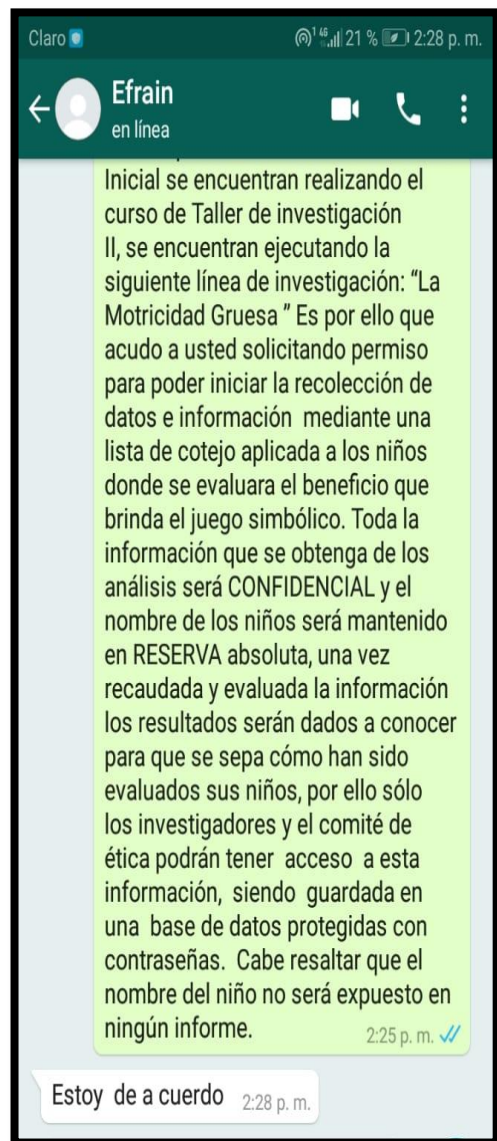 Claro 46 21 % 2:28 p. m.
Efrain
en línea
Inicial se encuentran realizando el
curso de Taller de investigación
II, se encuentran ejecutando la
siguiente línea de investigación: “La
Motricidad Gruesa ” Es por ello que
acudo a usted solicitando permiso
para poder iniciar la recolección de
datos e información mediante una
lista de cotejo aplicada a los niños
donde se evaluara el beneficio que
brinda el juego simbólico. Toda la
información que se obtenga de los
análisis será CONFIDENCIAL y el
nombre de los niños será mantenido
en RESERVA absoluta, una vez
recaudada y evaluada la información
los resultados serán dados a conocer
para que se sepa cómo han sido
evaluados sus niños, por ello sólo
los investigadores y el comité de
ética podrán tener acceso a esta
información, siendo guardada en
una base de datos protegidas con
contraseñas. Cabe resaltar que el
nombre del niño no será expuesto en
ningún informe. 2:25 p. m.
Estoy de a cuerdo 2:28 p. m.